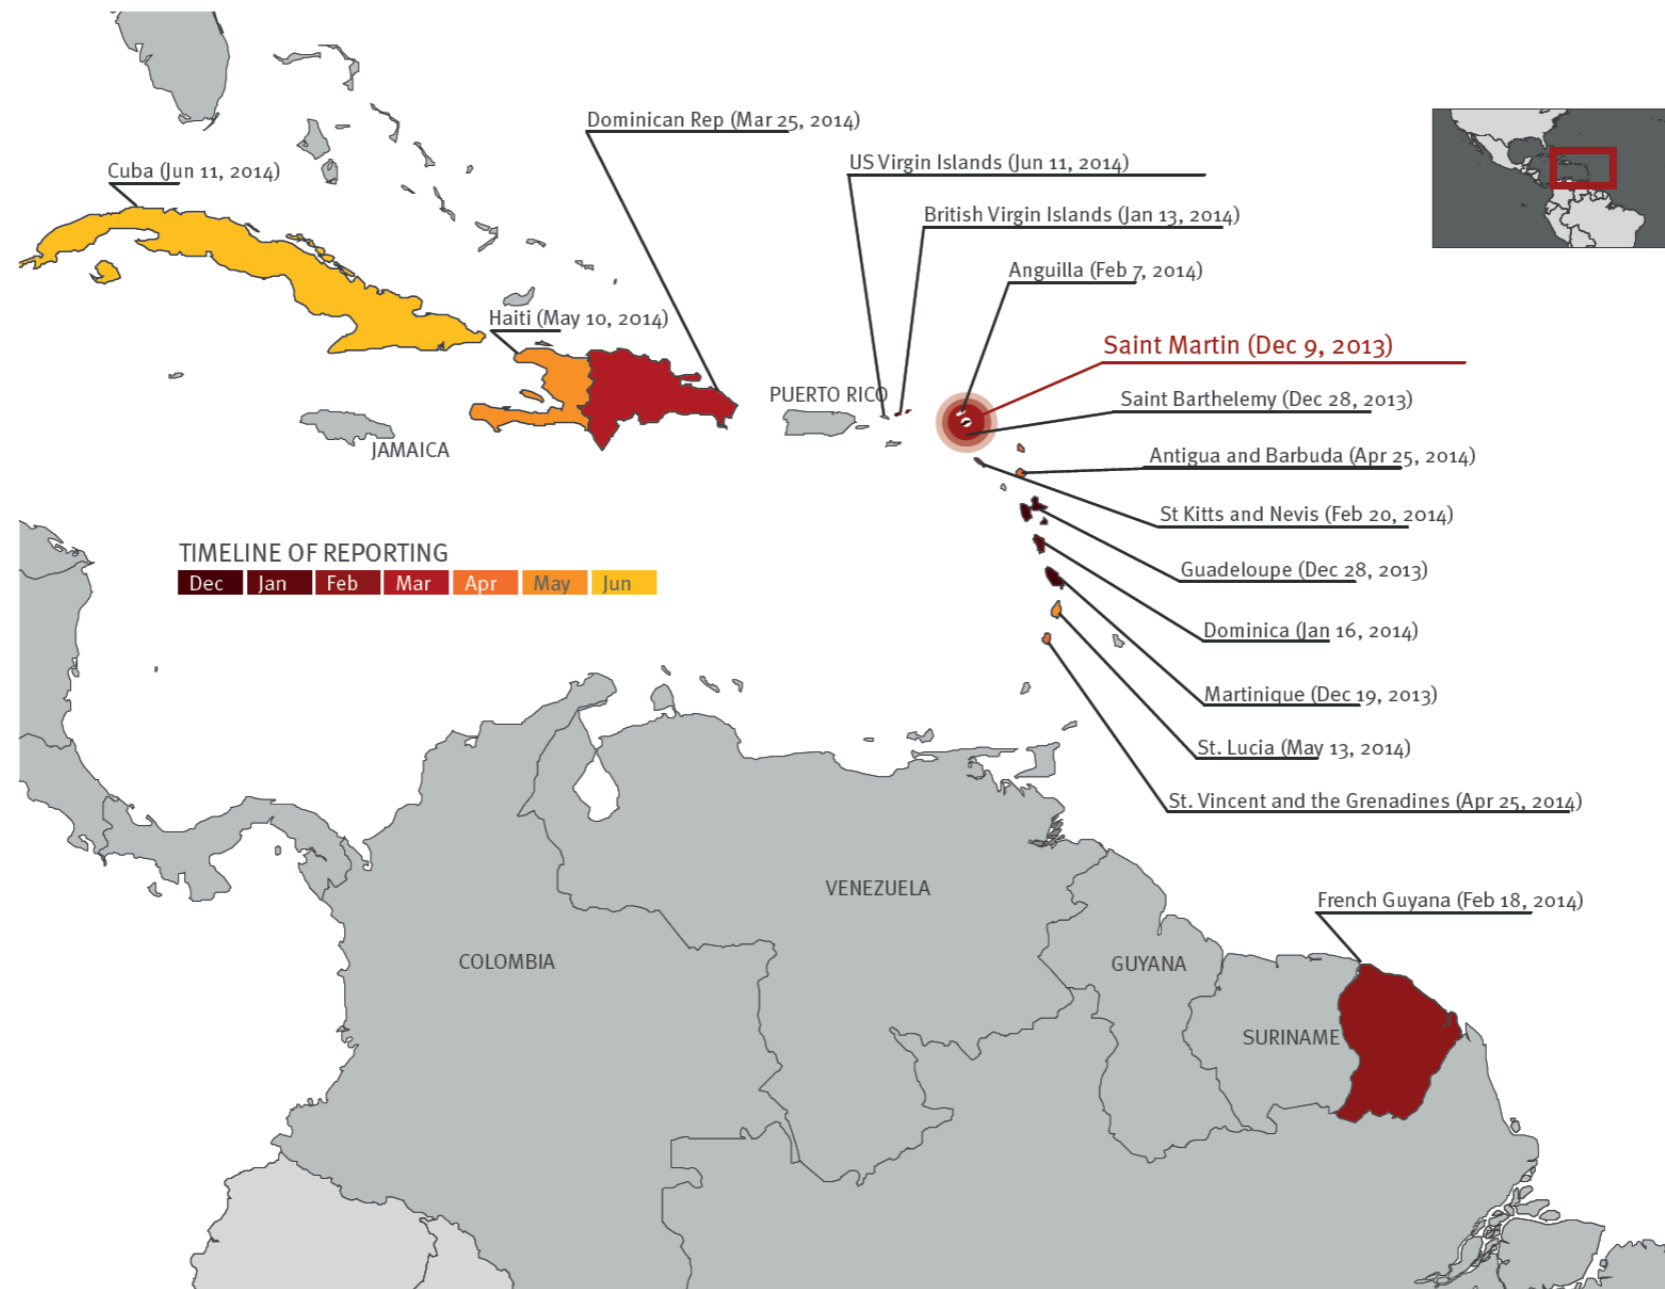 Dominican Rep (Mar 25, 2014)
US Virgin Islands (Jun 11, 2014)
Cuba (Jun 11, 2014)
British Virgin Islands (Jan 13, 2014)
Anguilla (Feb 7, 2014)
Haiti (May 10, 2014)
Saint Martin (Dec 9, 2013)
PUERTO RICO
Saint Barthelemy (Dec 28, 2013)
JAMAICA
Antigua and Barbuda (Apr 25, 2014)
St Kitts and Nevis (Feb 20, 2014)
TIMELINE OF REPORTING
Dec Jan Feb Mar Apr May Jun
Guadeloupe (Dec 28, 2013)
Dominica (Jan 16, 2014)
Martinique (Dec 19, 2013)
St. Lucia (May 13, 2014)
St. Vincent and the Grenadines (Apr 25, 2014)
VENEZUELA
French Guyana (Feb 18, 2014)
COLOMBIA
GUYANA
SURINAME